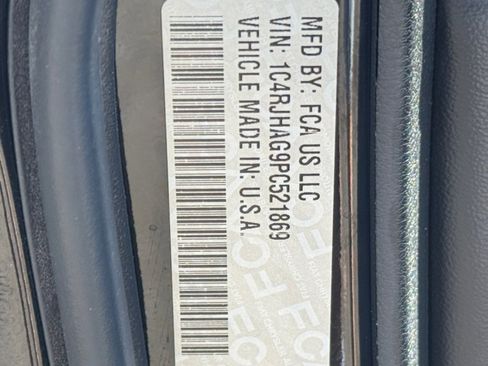 MFD BY: FCA US LLC
VIN: 1C4RJHAG9PC521869
VEHICLE MADE IN: U.S.A.